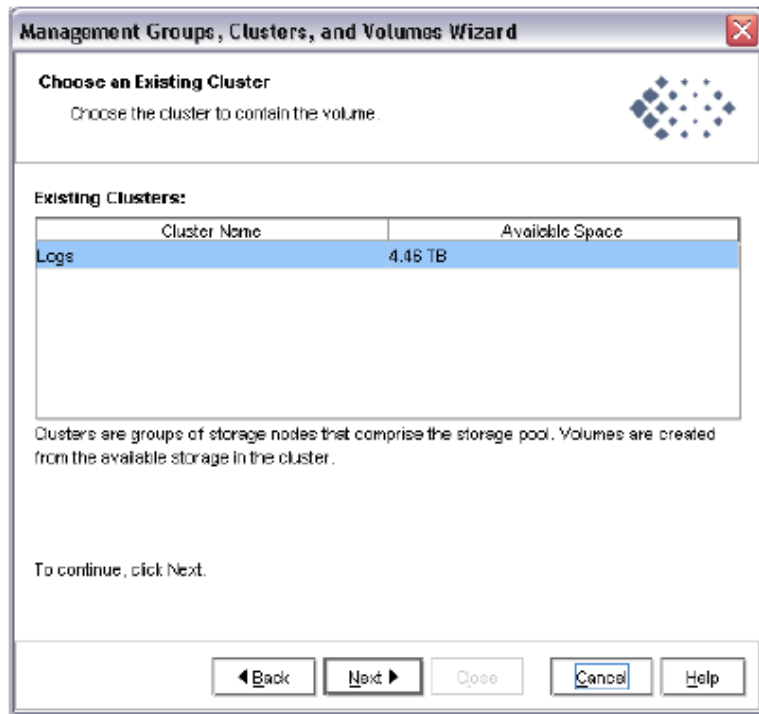 Management Groups, Clusters, and Volumes Wizard
Choose an Existing Cluster
Choose the cluster to contain the volume.
Existing Clusters:
Cluster Name Available Space
Logs 4.46 TB
Clusters are groups of storage nodes that comprise the storage pool. Volumes are created
from the available storage in the cluster.
To continue, click Next.
Back Next Close Cancel Help